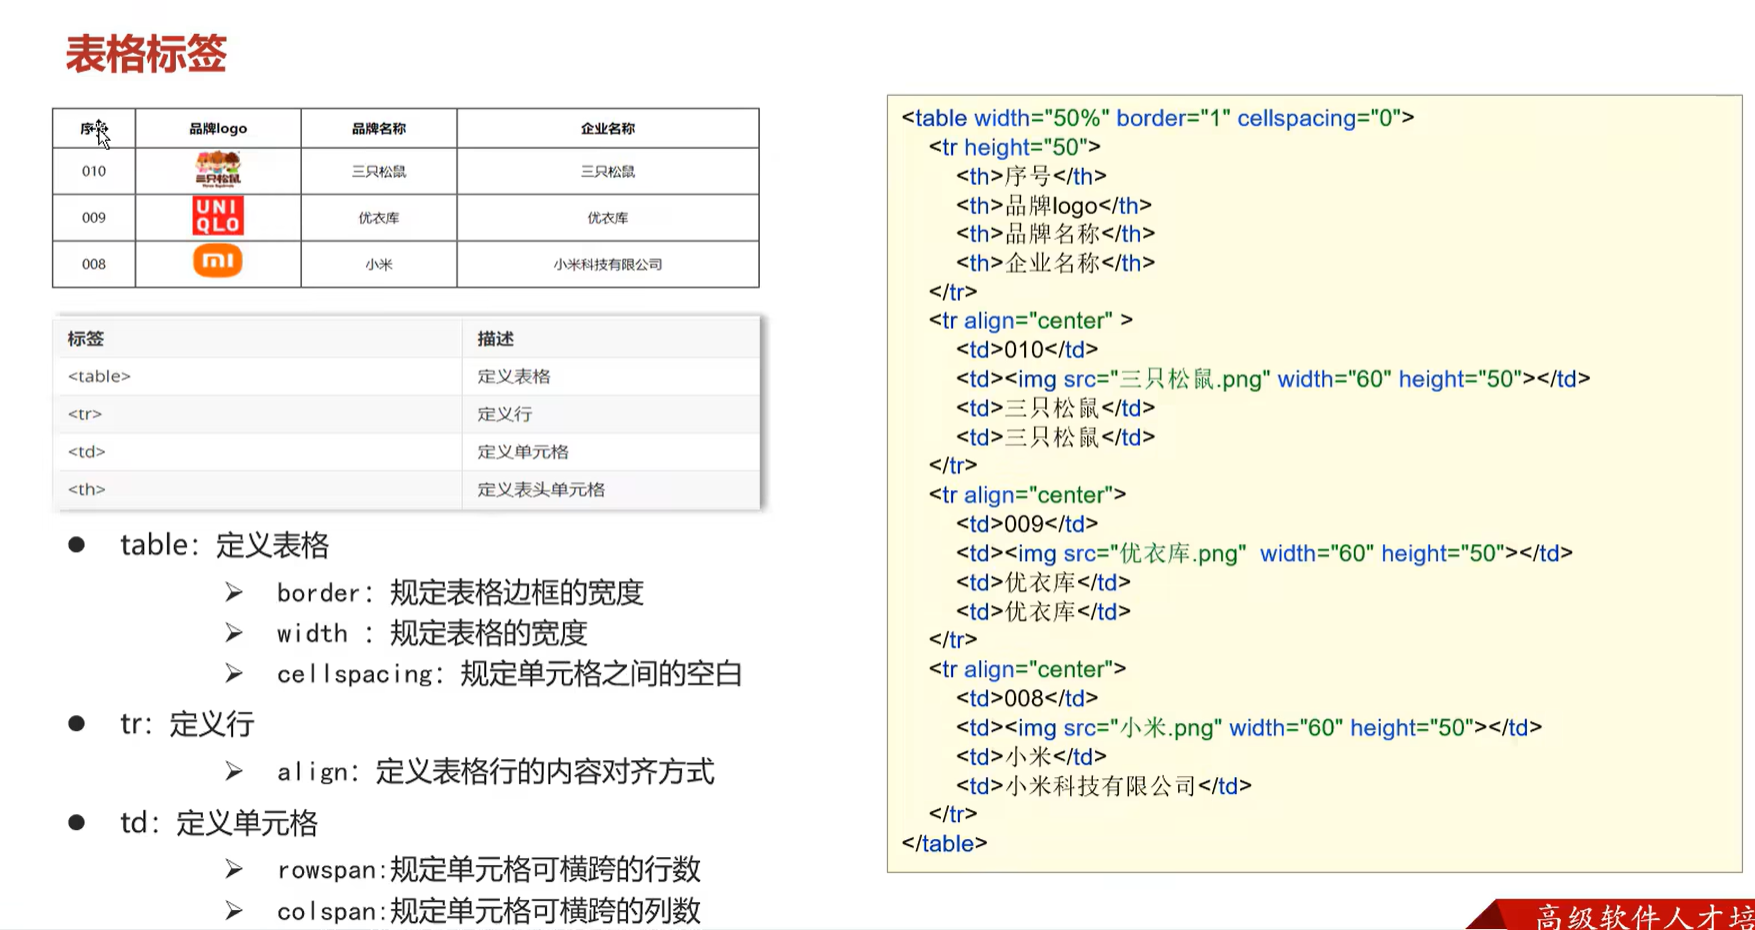 表格标签
序号 品牌logo 品牌名称 企业名称
010 三只松鼠 三只松鼠 三只松鼠
009 UNI QLO 优衣库 优衣库
008 mi 小米 小米科技有限公司
标签 描述
<table> 定义表格
<tr> 定义行
<td> 定义单元格
<th> 定义表头单元格
● table：定义表格
➢ border：规定表格边框的宽度
➢ width ：规定表格的宽度
➢ cellspacing：规定单元格之间的空白
● tr：定义行
➢ align：定义表格行的内容对齐方式
● td：定义单元格
➢ rowspan:规定单元格可横跨的行数
➢ colspan:规定单元格可横跨的列数
<table width="50%" border="1" cellspacing="0">
<tr height="50">
<th>序号</th>
<th>品牌logo</th>
<th>品牌名称</th>
<th>企业名称</th>
</tr>
<tr align="center" >
<td>010</td>
<td><img src="三只松鼠.png" width="60" height="50"></td>
<td>三只松鼠</td>
<td>三只松鼠</td>
</tr>
<tr align="center">
<td>009</td>
<td><img src="优衣库.png"  width="60" height="50"></td>
<td>优衣库</td>
<td>优衣库</td>
</tr>
<tr align="center">
<td>008</td>
<td><img src="小米.png" width="60" height="50"></td>
<td>小米</td>
<td>小米科技有限公司</td>
</tr>
</table>
高级软件人才培